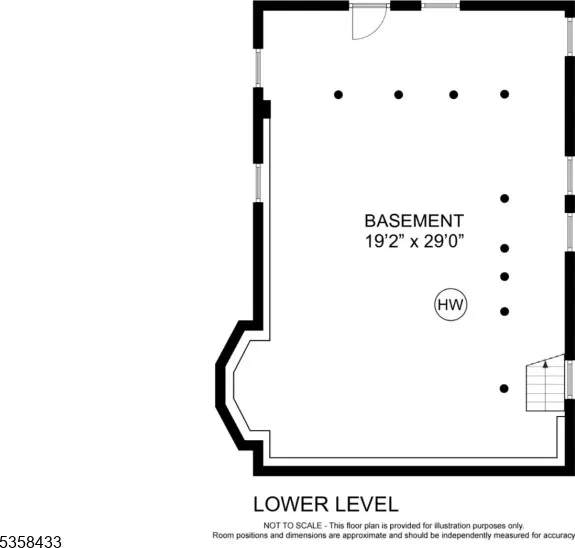 BASEMENT
19'2" x 29'0"
HW
LOWER LEVEL
NOT TO SCALE - This floor plan is provided for illustration purposes only.
Room positions and dimensions are approximate and should be independently measured for accuracy
5358433